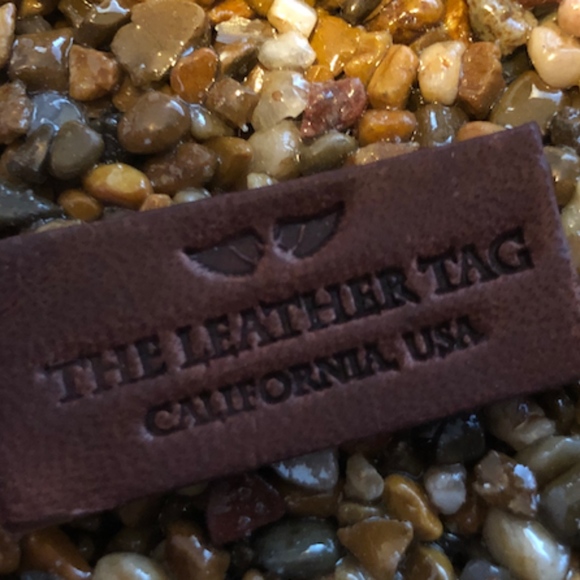 THE LEATHER TAG
CALIFORNIA, USA